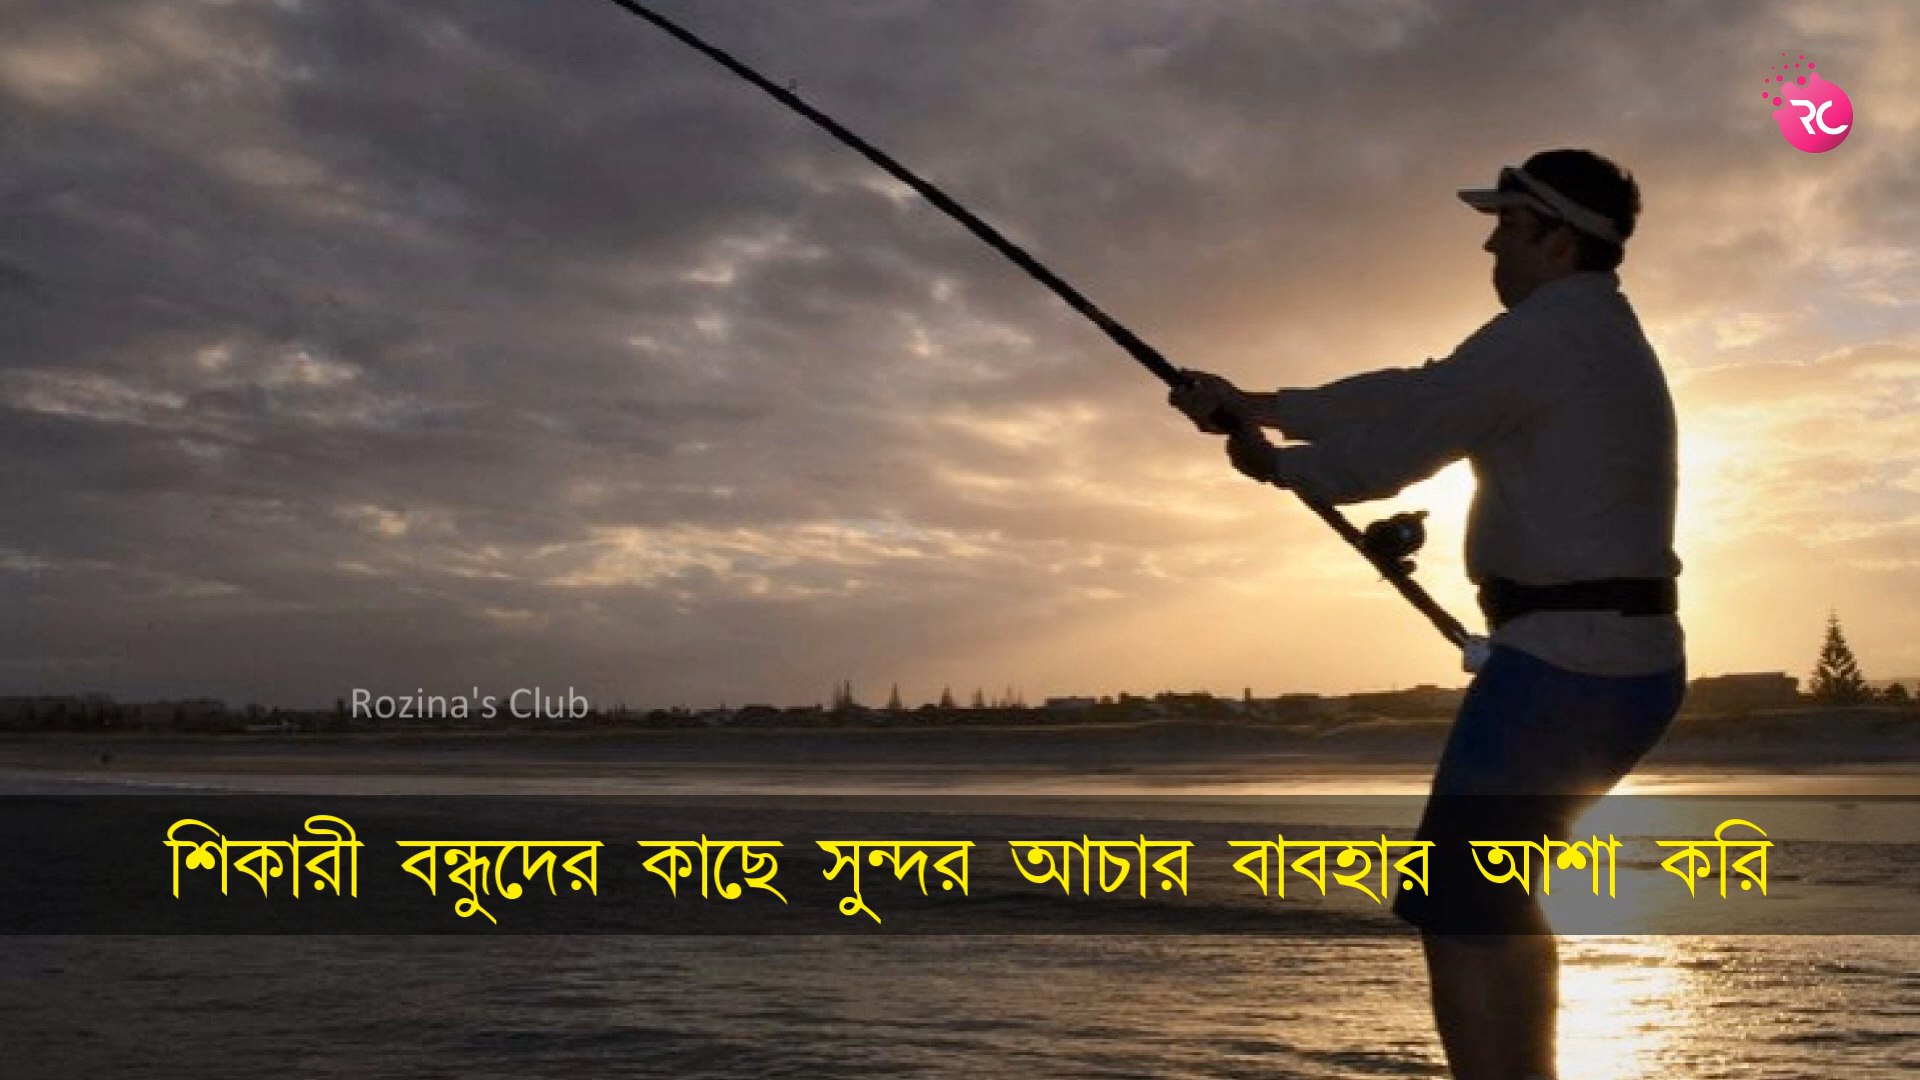 RC
Rozina's Club
শিকারী বন্ধুদের কাছে সুন্দর আচার বাবহার আশা করি